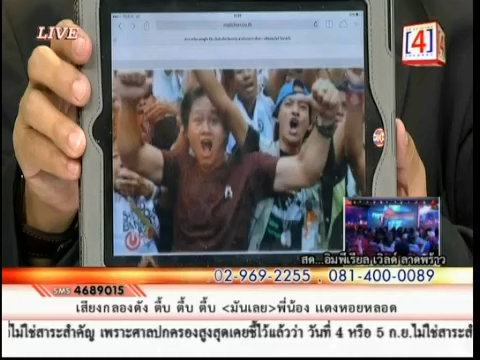 LIVE
[4]
สด...อิมพีเรียล เวิลด์ ลาดพร้าว
02-969-2255 , 081-400-0089
SMS 4689015
เสียงกลองดัง ตื้บ ตื้บ ตื้บ <มันเลย> พี่น้อง แดงหอยหลอด
ที่ไม่ใช่สาระสำคัญ เพราะศาลปกครองสูงสุดเคยชี้ไว้แล้วว่า วันที่ 4 หรือ 5 ก.ย.ไม่ใช่สาระสำ